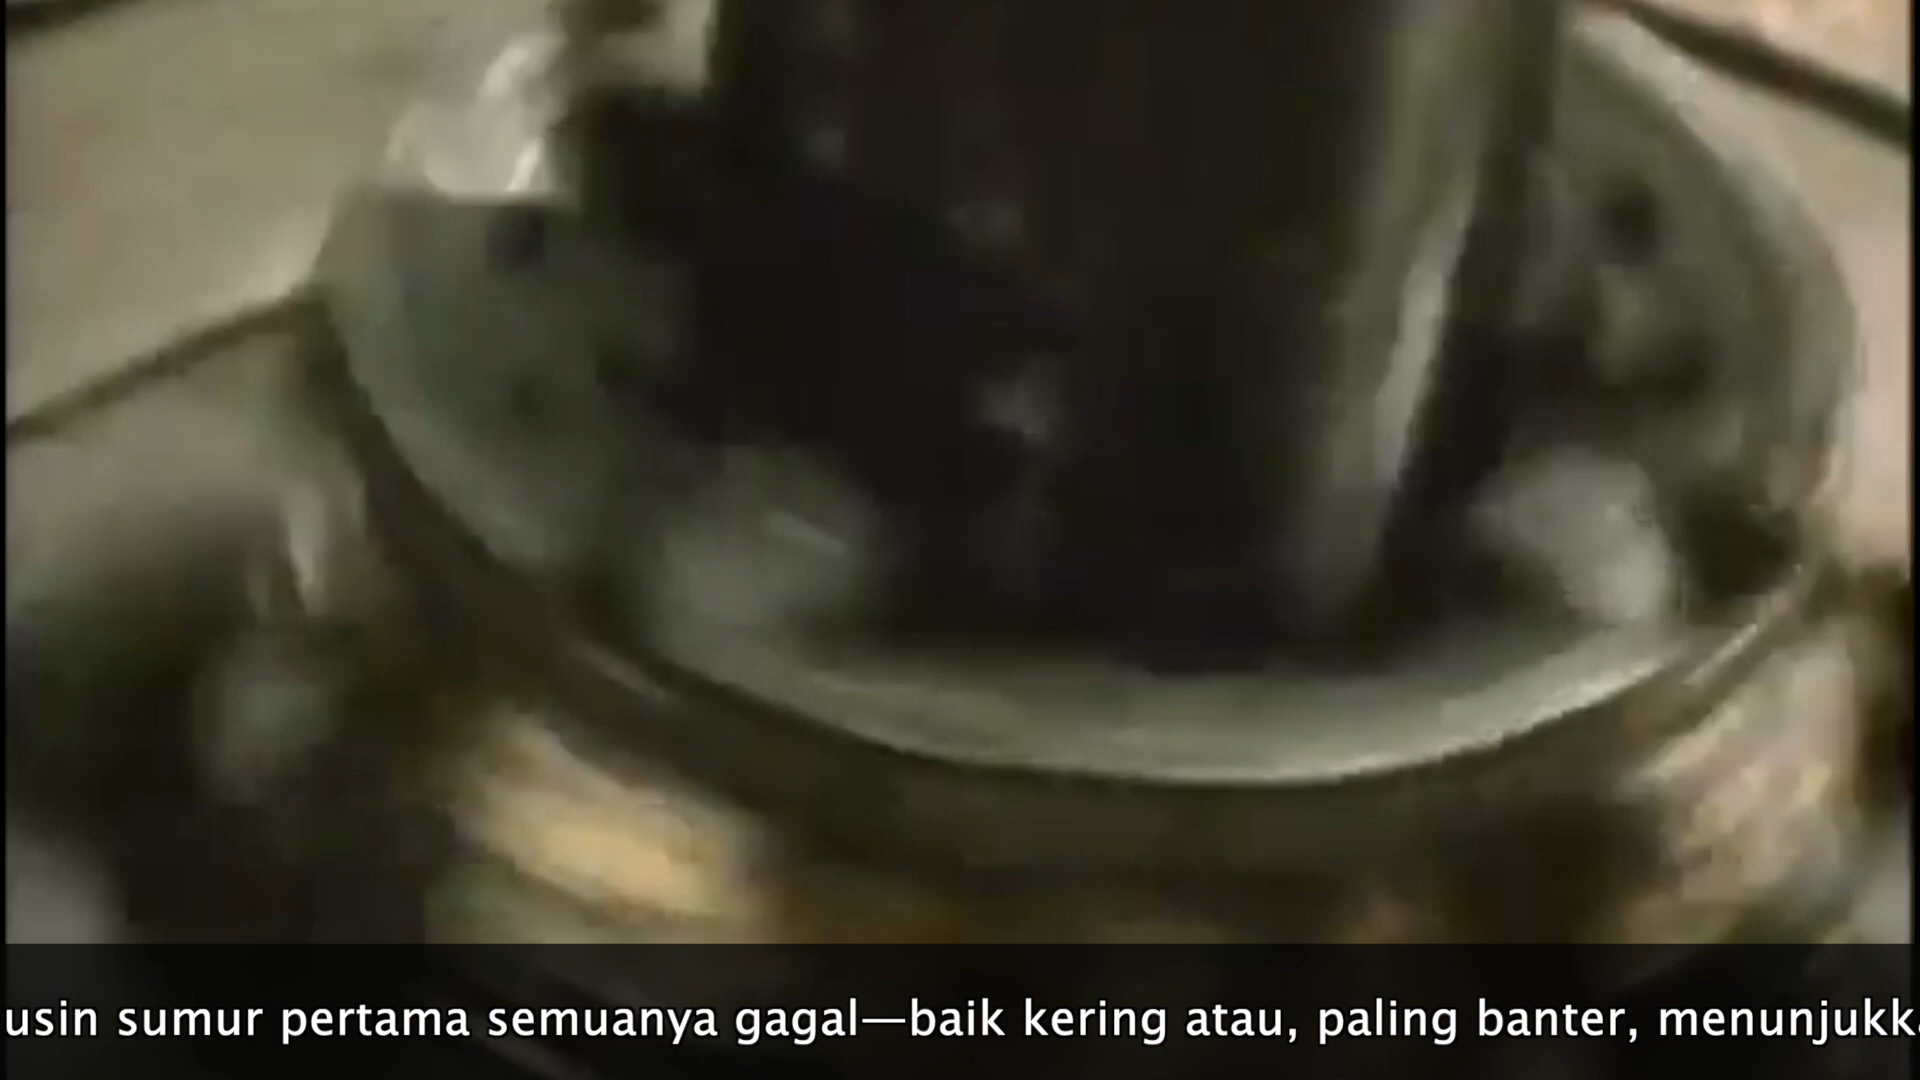 usin sumur pertama semuanya gagal—baik kering atau, paling banter, menunjukk